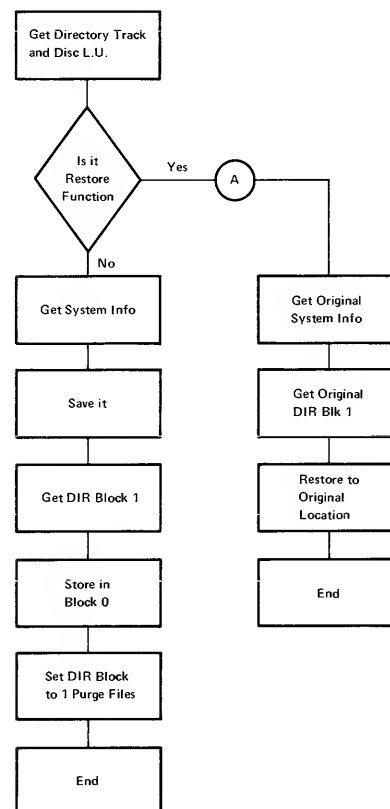 Get Directory Track
and Disc L.U.
Is it
Restore
Function
Yes
A
No
Get System Info
Save it
Get DIR Block 1
Store in
Block 0
Set DIR Block
to 1 Purge Files
End
Get Original
System Info
Get Original
DIR Blk 1
Restore to
Original
Location
End